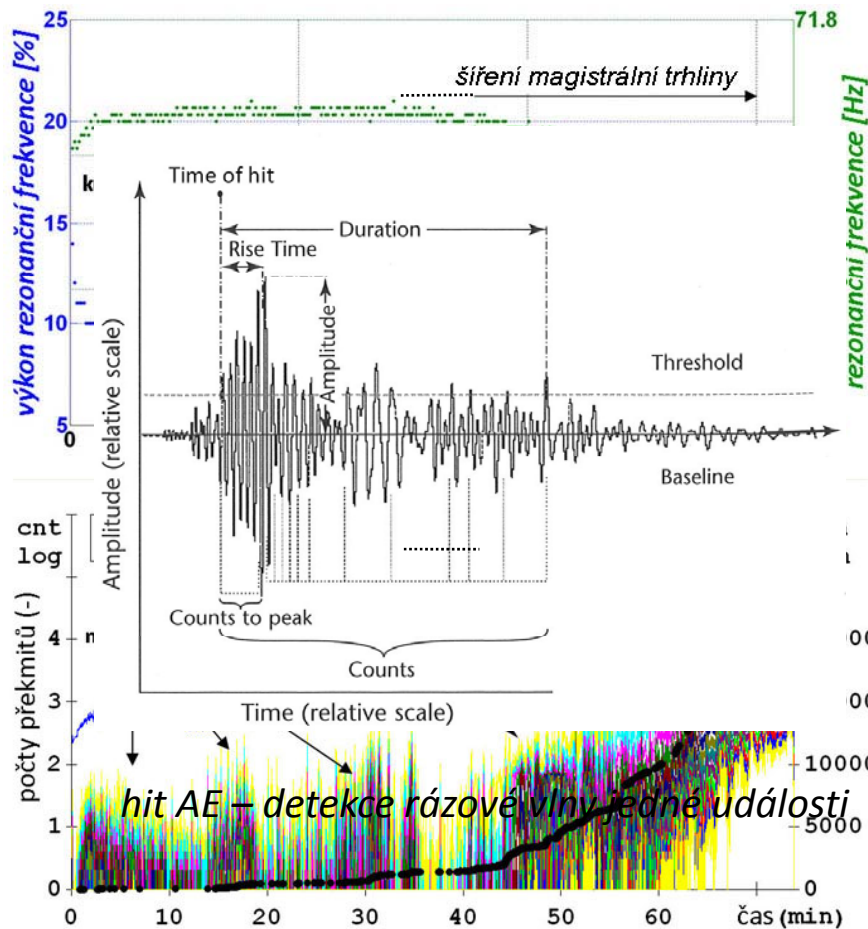 25
71.8
výkon rezonanční frekvence [%]
rezonanční frekvence [Hz]
šíření magistrální trhliny
20
15
10
5
0
k
Time of hit
Duration
Rise Time
Amplitude
Threshold
Baseline
Amplitude (relative scale)
Counts to peak
Counts
Time (relative scale)
cnt
log
počty překmitů (-)
4
3
2
1
0
10000
5000
0
hit AE – detekce rázové vlny jedné události
0 10 20 30 40 50 60 čas (min)